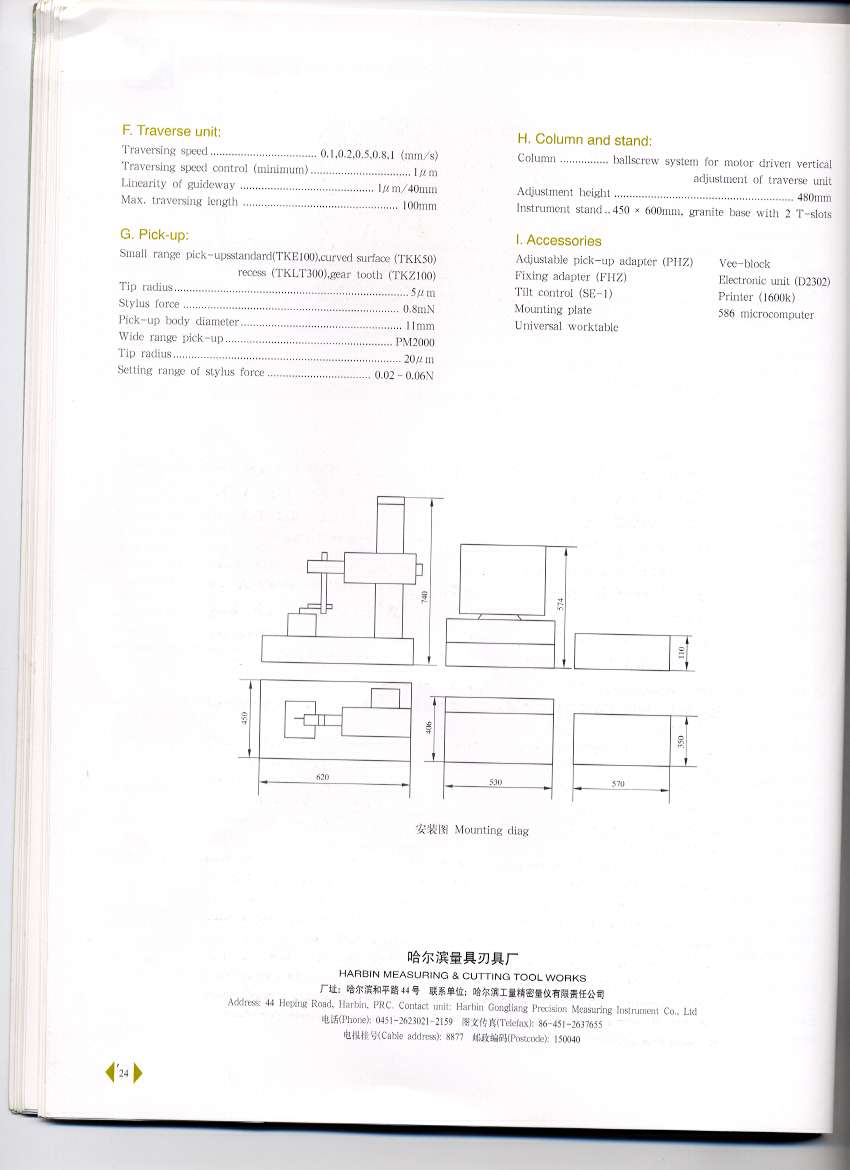 F. Traverse unit:
Traversing speed ................................. 0.1,0.2,0.5,0.8,1 (mm/s)
Traversing speed control (minimum) ............................... 1μm
Linearity of guideway .......................................... 1μm/40mm
Max. traversing length ................................................ 100mm
G. Pick-up:
Small range pick-upsstandard(TKE100),curved surface (TKK50)
recess (TKLT300),gear tooth (TKZ100)
Tip radius ......................................................................... 5μm
Stylus force ................................................................... 0.8mN
Pick-up body diameter .................................................. 11mm
Wide range pick-up .................................................... PM2000
Tip radius ....................................................................... 20μm
Setting range of stylus force ................................ 0.02-0.06N
H. Column and stand:
Column ............... ballscrew system for motor driven vertical
adjustment of traverse unit
Adjustment height ........................................................ 480mm
Instrument stand .. 450 × 600mm, granite base with 2 T-slots
I. Accessories
Adjustable pick-up adapter (PHZ)
Fixing adapter (FHZ)
Tilt control (SE-1)
Mounting plate
Universal worktable
Vee-block
Electronic unit (D2302)
Printer (1600k)
586 microcomputer
740
574
110
450
406
350
620
530
570
安装图 Mounting diag
哈尔滨量具刃具厂
HARBIN MEASURING & CUTTING TOOL WORKS
厂址：哈尔滨和平路44号 联系单位：哈尔滨工量精密量仪有限责任公司
Address: 44 Heping Road, Harbin, PRC. Contact unit: Harbin Gongliang Precision Measuring Instrument Co., Ltd
电话(Phone): 0451-2623021-2159 图文传真(Telefax): 86-451-2637655
电报挂号(Cable address): 8877 邮政编码(Postcode): 150040
'24